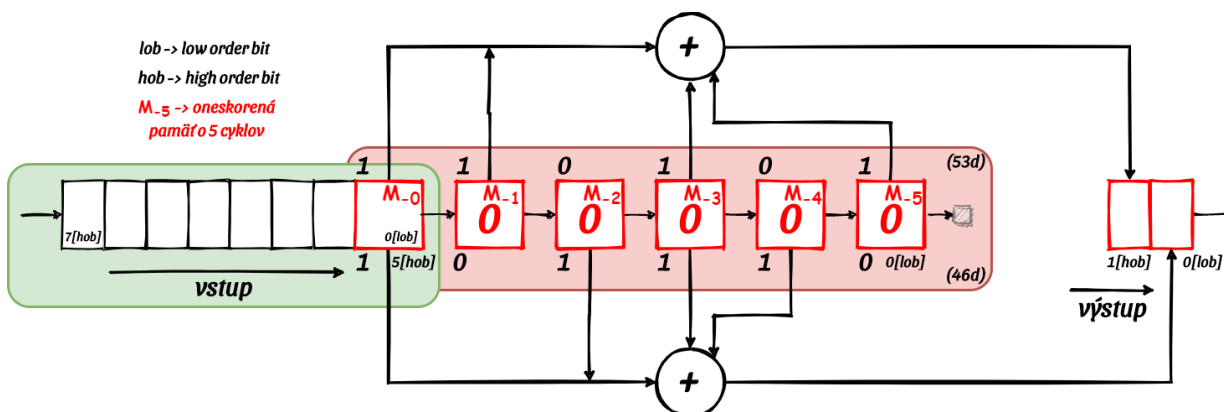 lob -> low order bit
hob -> high order bit
M-5 -> oneskorená
pamäť o 5 cyklov
+
1 1 0 1 0 1 (53d)
M-0 M-1 M-2 M-3 M-4 M-5
0 0 0 0 0
7[hob] 0[lob]
1 5[hob] 0 1 1 1 0 0[lob] (46d)
1[hob] 0[lob]
vstup
výstup
+